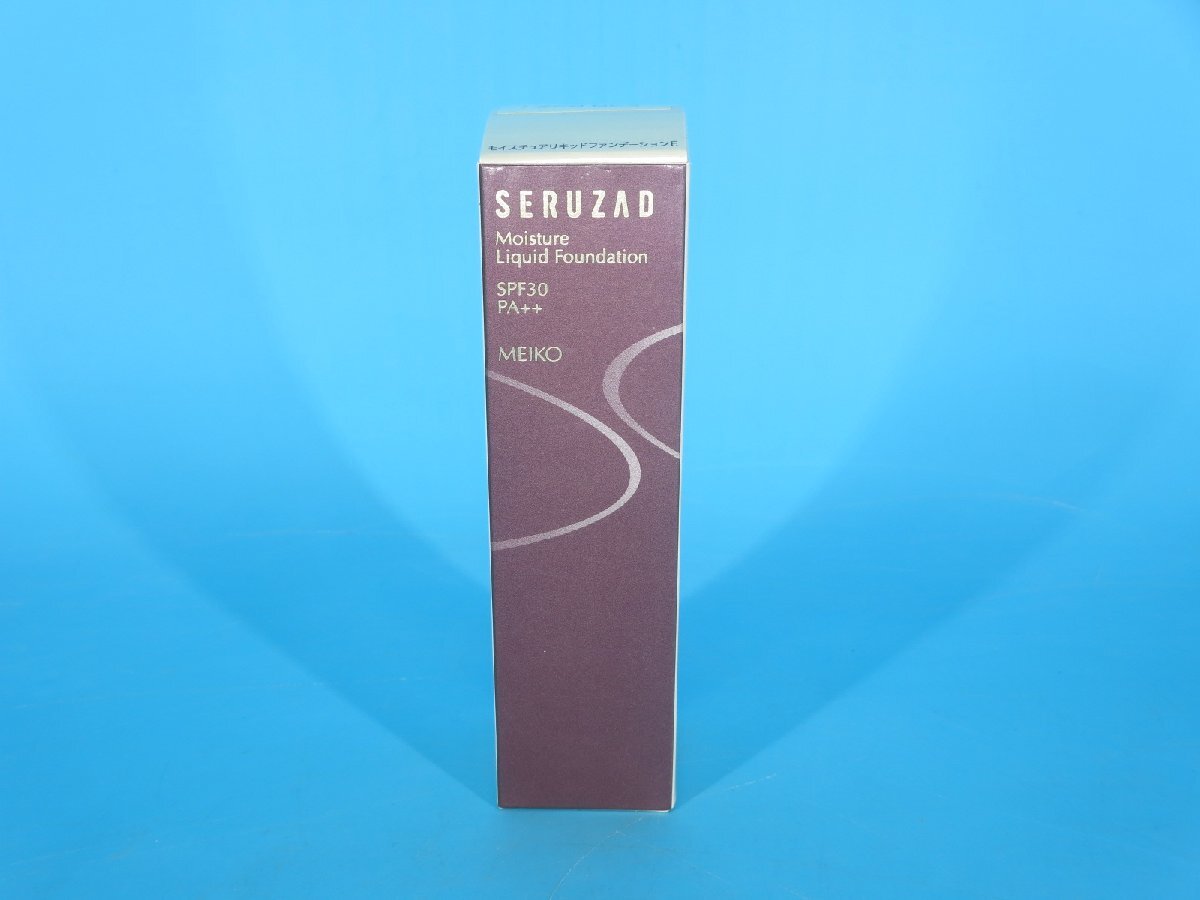 モイスチュアリキッドファンデーションF
SERUZAD
Moisture
Liquid Foundation
SPF30
PA++
MEIKO